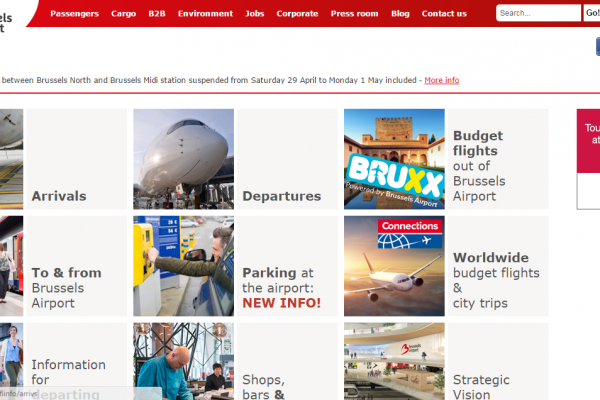 els
t
Passengers Cargo B2B Environment Jobs Corporate Press room Blog Contact us Search... Go!
between Brussels North and Brussels Midi station suspended from Saturday 29 April to Monday 1 May included - More info
Arrivals
Departures
BRUXX
Powered by Brussels Airport
Budget
flights
out of
Brussels
Airport
Tou
at
To & from
Brussels
Airport
Parking at
the airport:
NEW INFO!
Connections
Worldwide
budget flights
&
city trips
Information
for
departing
Shops,
bars &
brussels
airport
Strategic
Vision